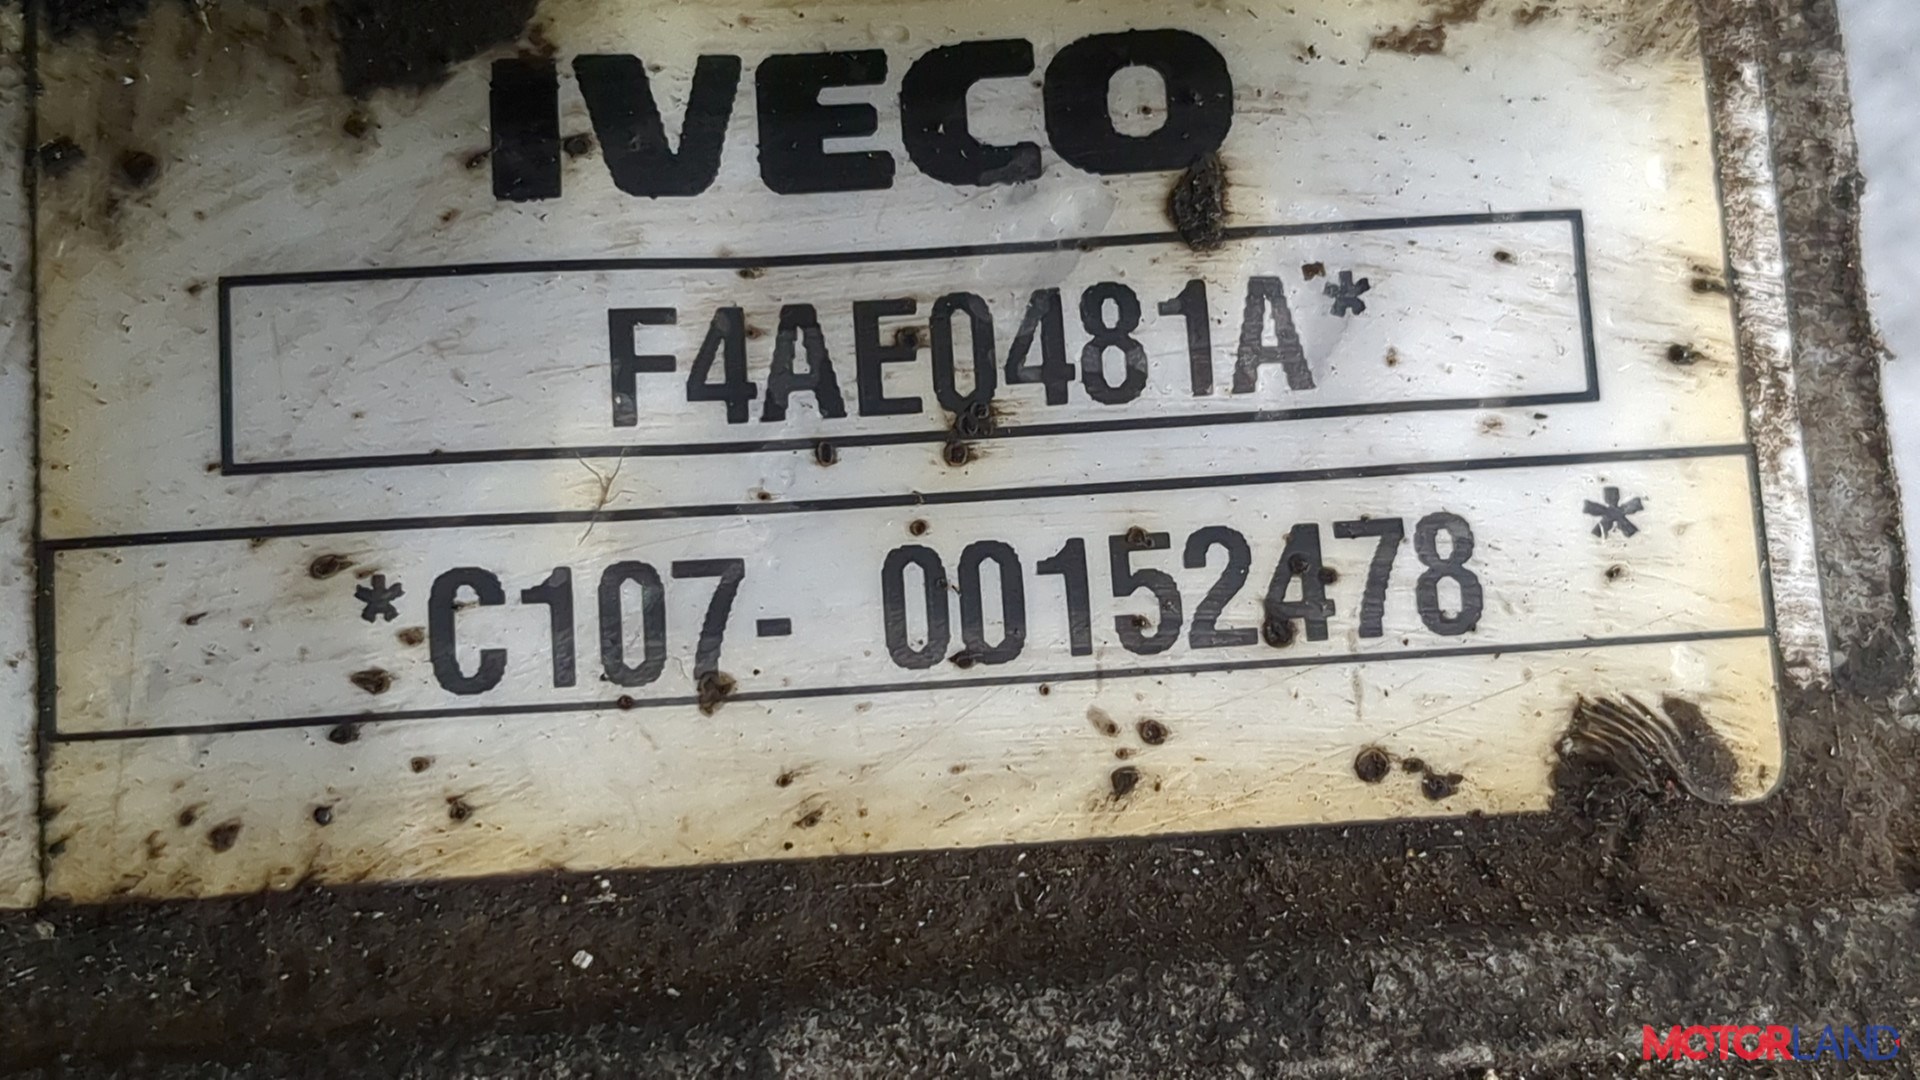 IVECO
F4AE0481A*
*C107- 00152478 *
MOTORLAND